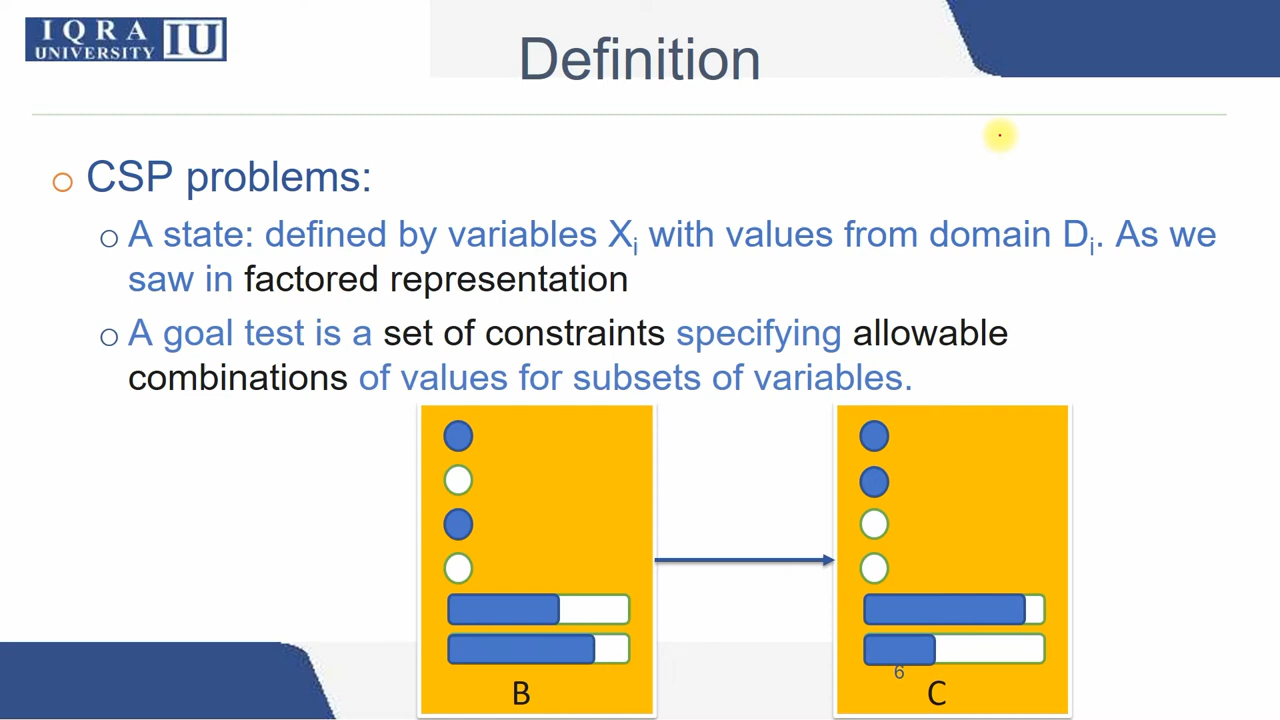 IQRA
UNIVERSITY IU
Definition
CSP problems:
A state: defined by variables Xi with values from domain Di. As we
saw in factored representation
A goal test is a set of constraints specifying allowable
combinations of values for subsets of variables.
6
B
C